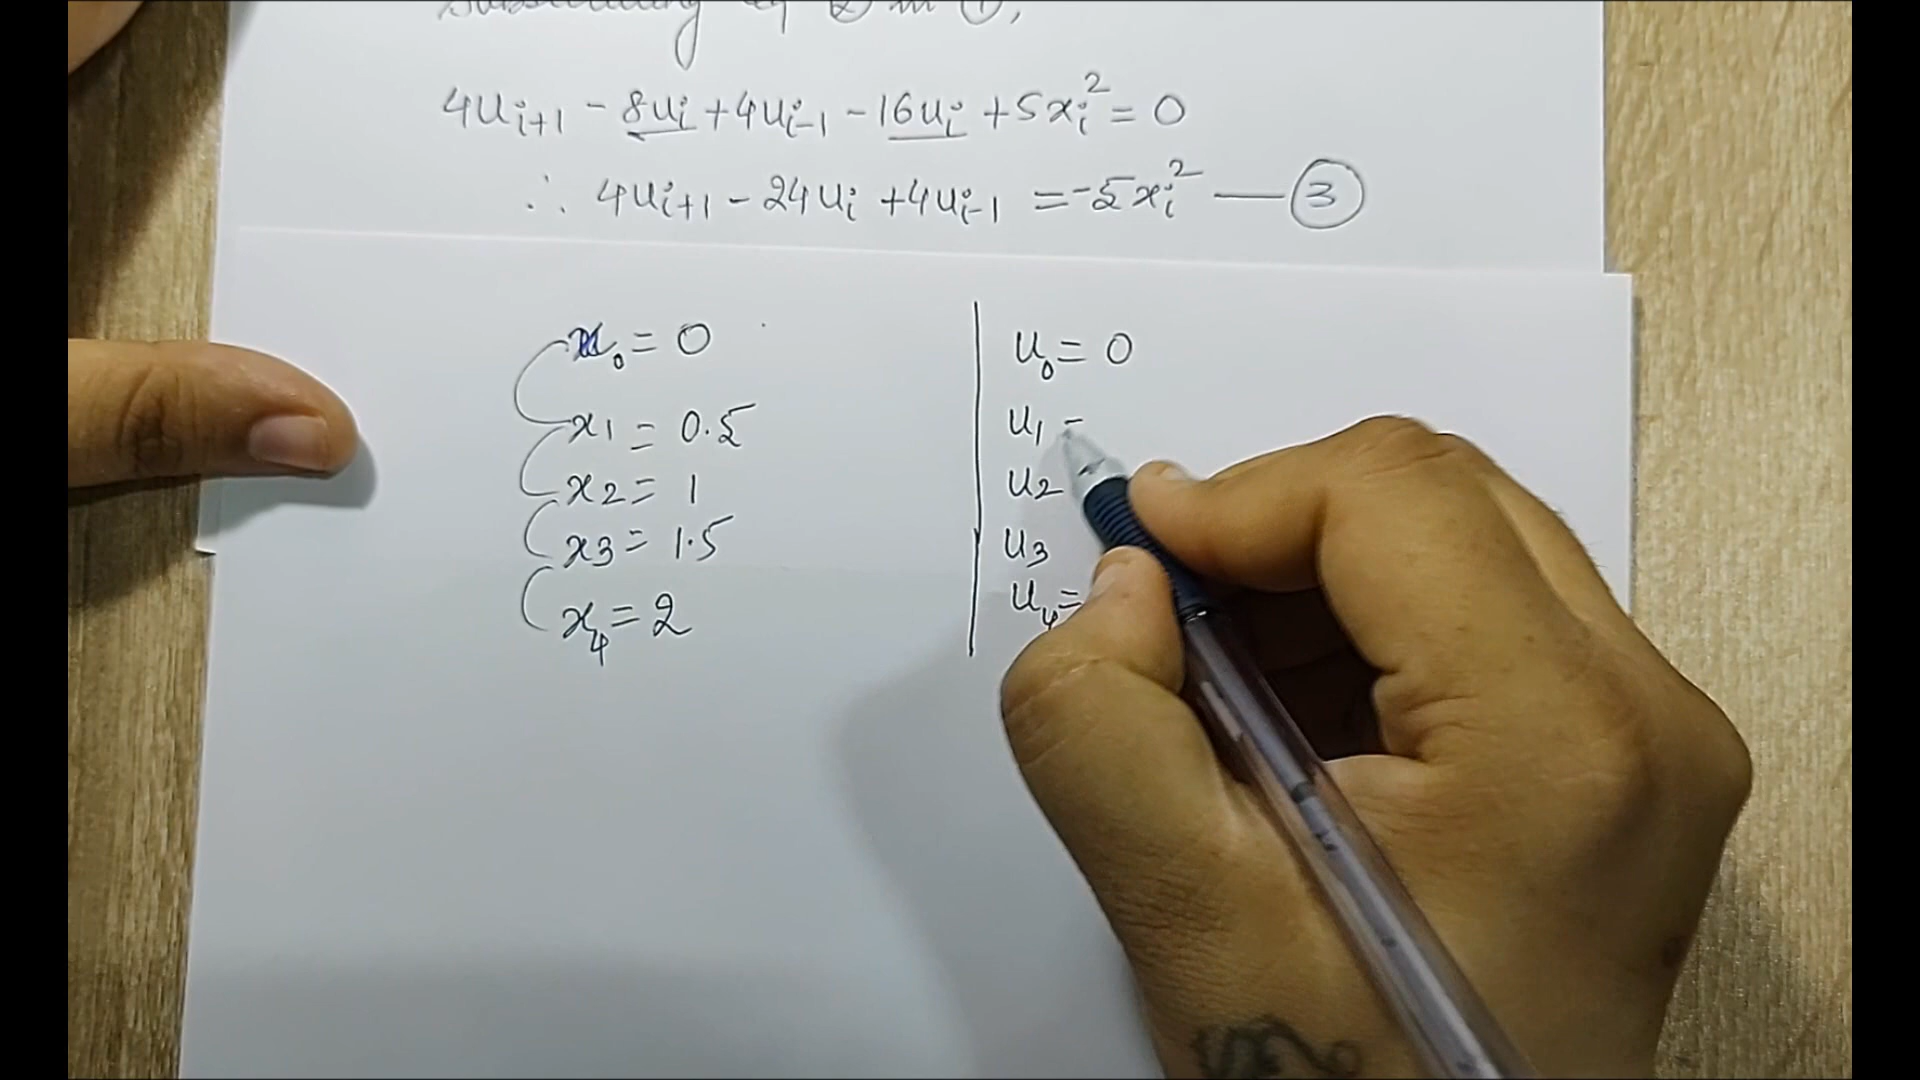 4u_{i+1} - 8u_i + 4u_{i-1} - 16u_i + 5x_i^2 = 0
∴ 4u_{i+1} - 24u_i + 4u_{i-1} = -5x_i^2 — ③
x_0 = 0
x_1 = 0.5
x_2 = 1
x_3 = 1.5
x_4 = 2
u_0 = 0
u_1 =
u_2
u_3
u_4 =